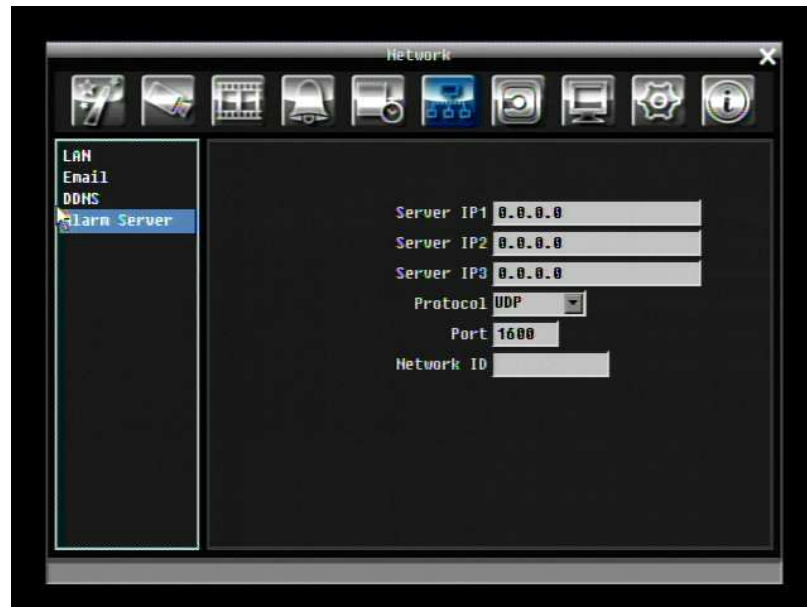 Network
LAN
Email
DDNS
Alarm Server
Server IP1 0.0.0.0
Server IP2 0.0.0.0
Server IP3 0.0.0.0
Protocol UDP
Port 1600
Network ID